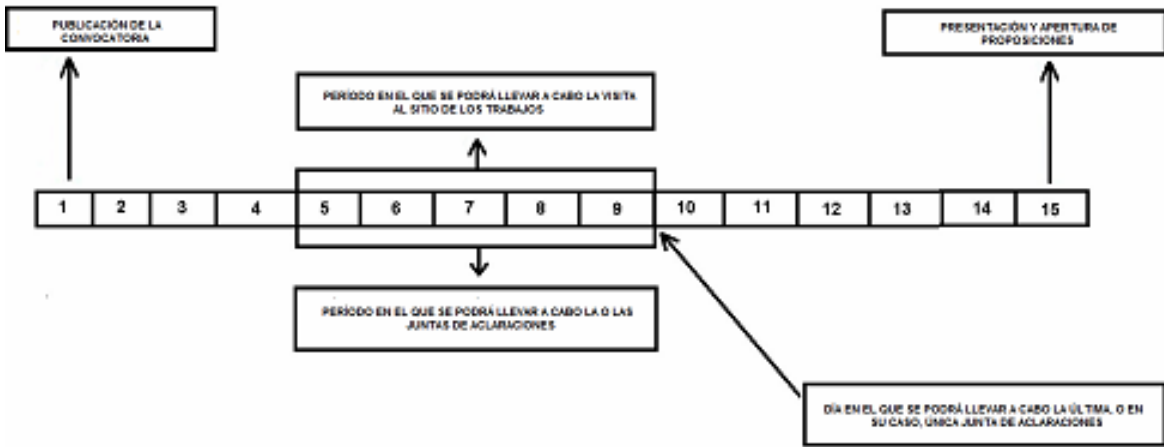 PUBLICACIÓN DE LA
CONVOCATORIA
PRESENTACIÓN Y APERTURA DE
PROPOSICIONES
PERÍODO EN EL QUE SE PODRÁ LLEVAR A CABO LA VISITA
AL SITIO DE LOS TRABAJOS
1 2 3 4 5 6 7 8 9 10 11 12 13 14 15
PERÍODO EN EL QUE SE PODRÁ LLEVAR A CABO LA O LAS
JUNTAS DE ACLARACIONES
DÍA EN EL QUE SE PODRÁ LLEVAR A CABO LA ÚLTIMA, O EN
SU CASO, ÚNICA JUNTA DE ACLARACIONES